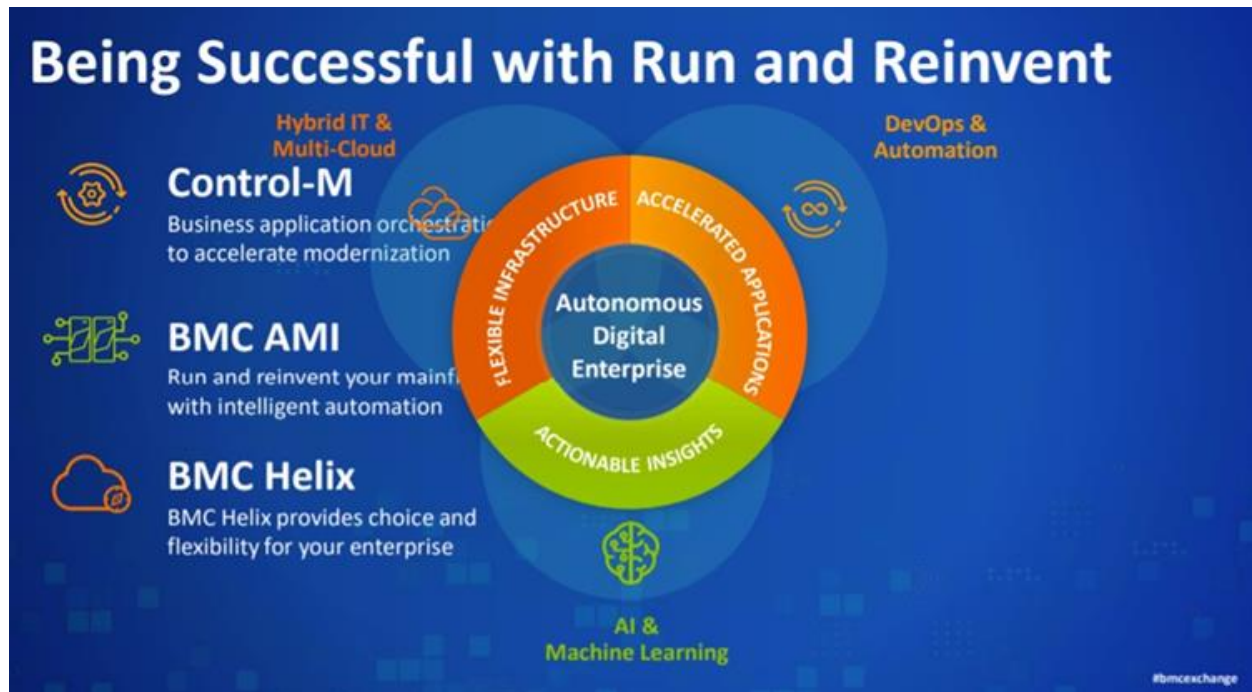 Being Successful with Run and Reinvent
Hybrid IT &
Multi-Cloud
DevOps &
Automation
Control-M
Business application orchestratio
to accelerate modernization
BMC AMI
Run and reinvent your mainf
with intelligent automation
BMC Helix
BMC Helix provides choice and
flexibility for your enterprise
FLEXIBLE INFRASTRUCTURE
ACCELERATED APPLICATIONS
Autonomous
Digital
Enterprise
ACTIONABLE INSIGHTS
AI &
Machine Learning
#bmcexchange